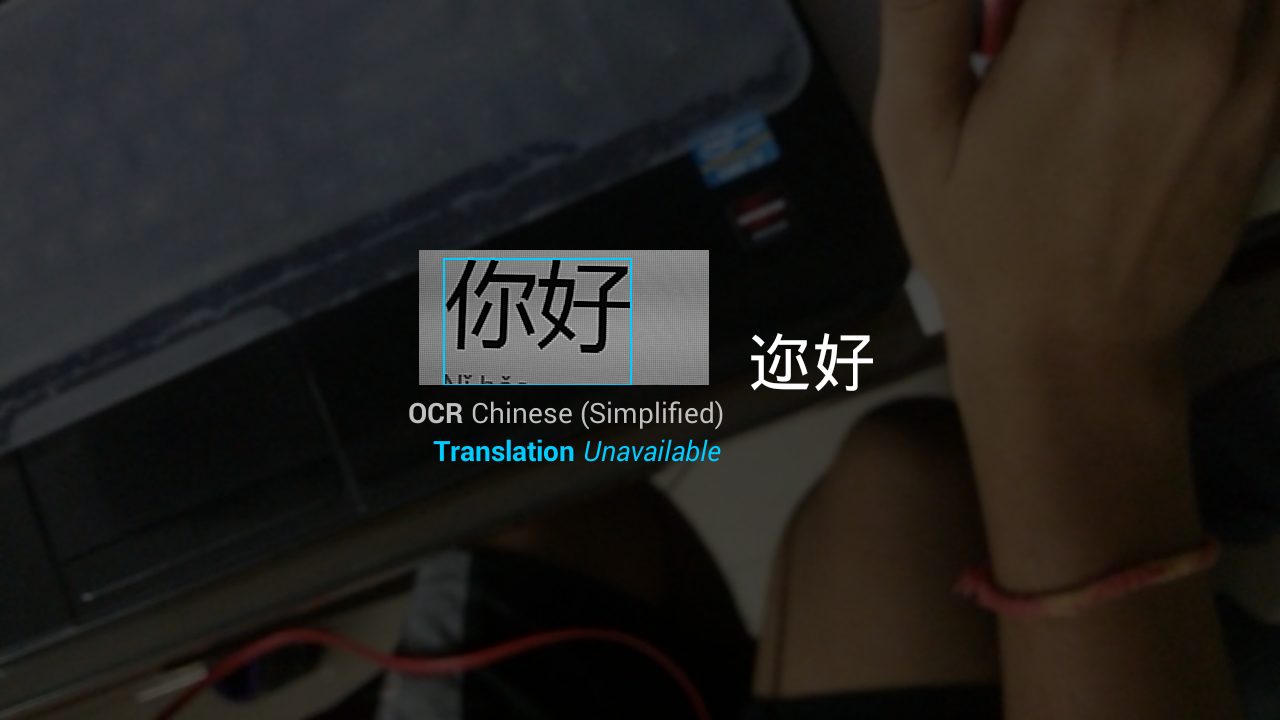 你好
迩好
OCR Chinese (Simplified)
Translation Unavailable